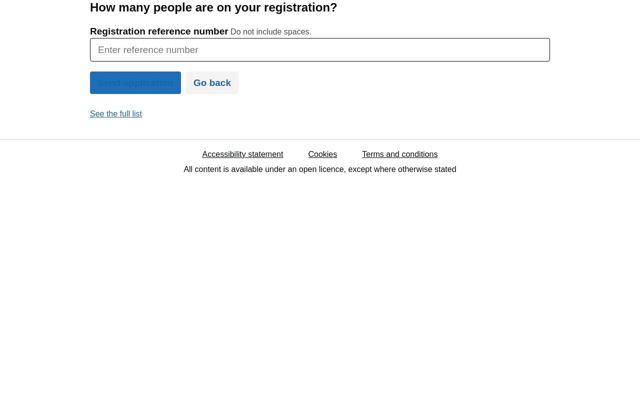 How many people are on your registration?
Registration reference number Do not include spaces.
Enter reference number
Send application Go back
See the full list
Accessibility statement Cookies Terms and conditions
All content is available under an open licence, except where otherwise stated